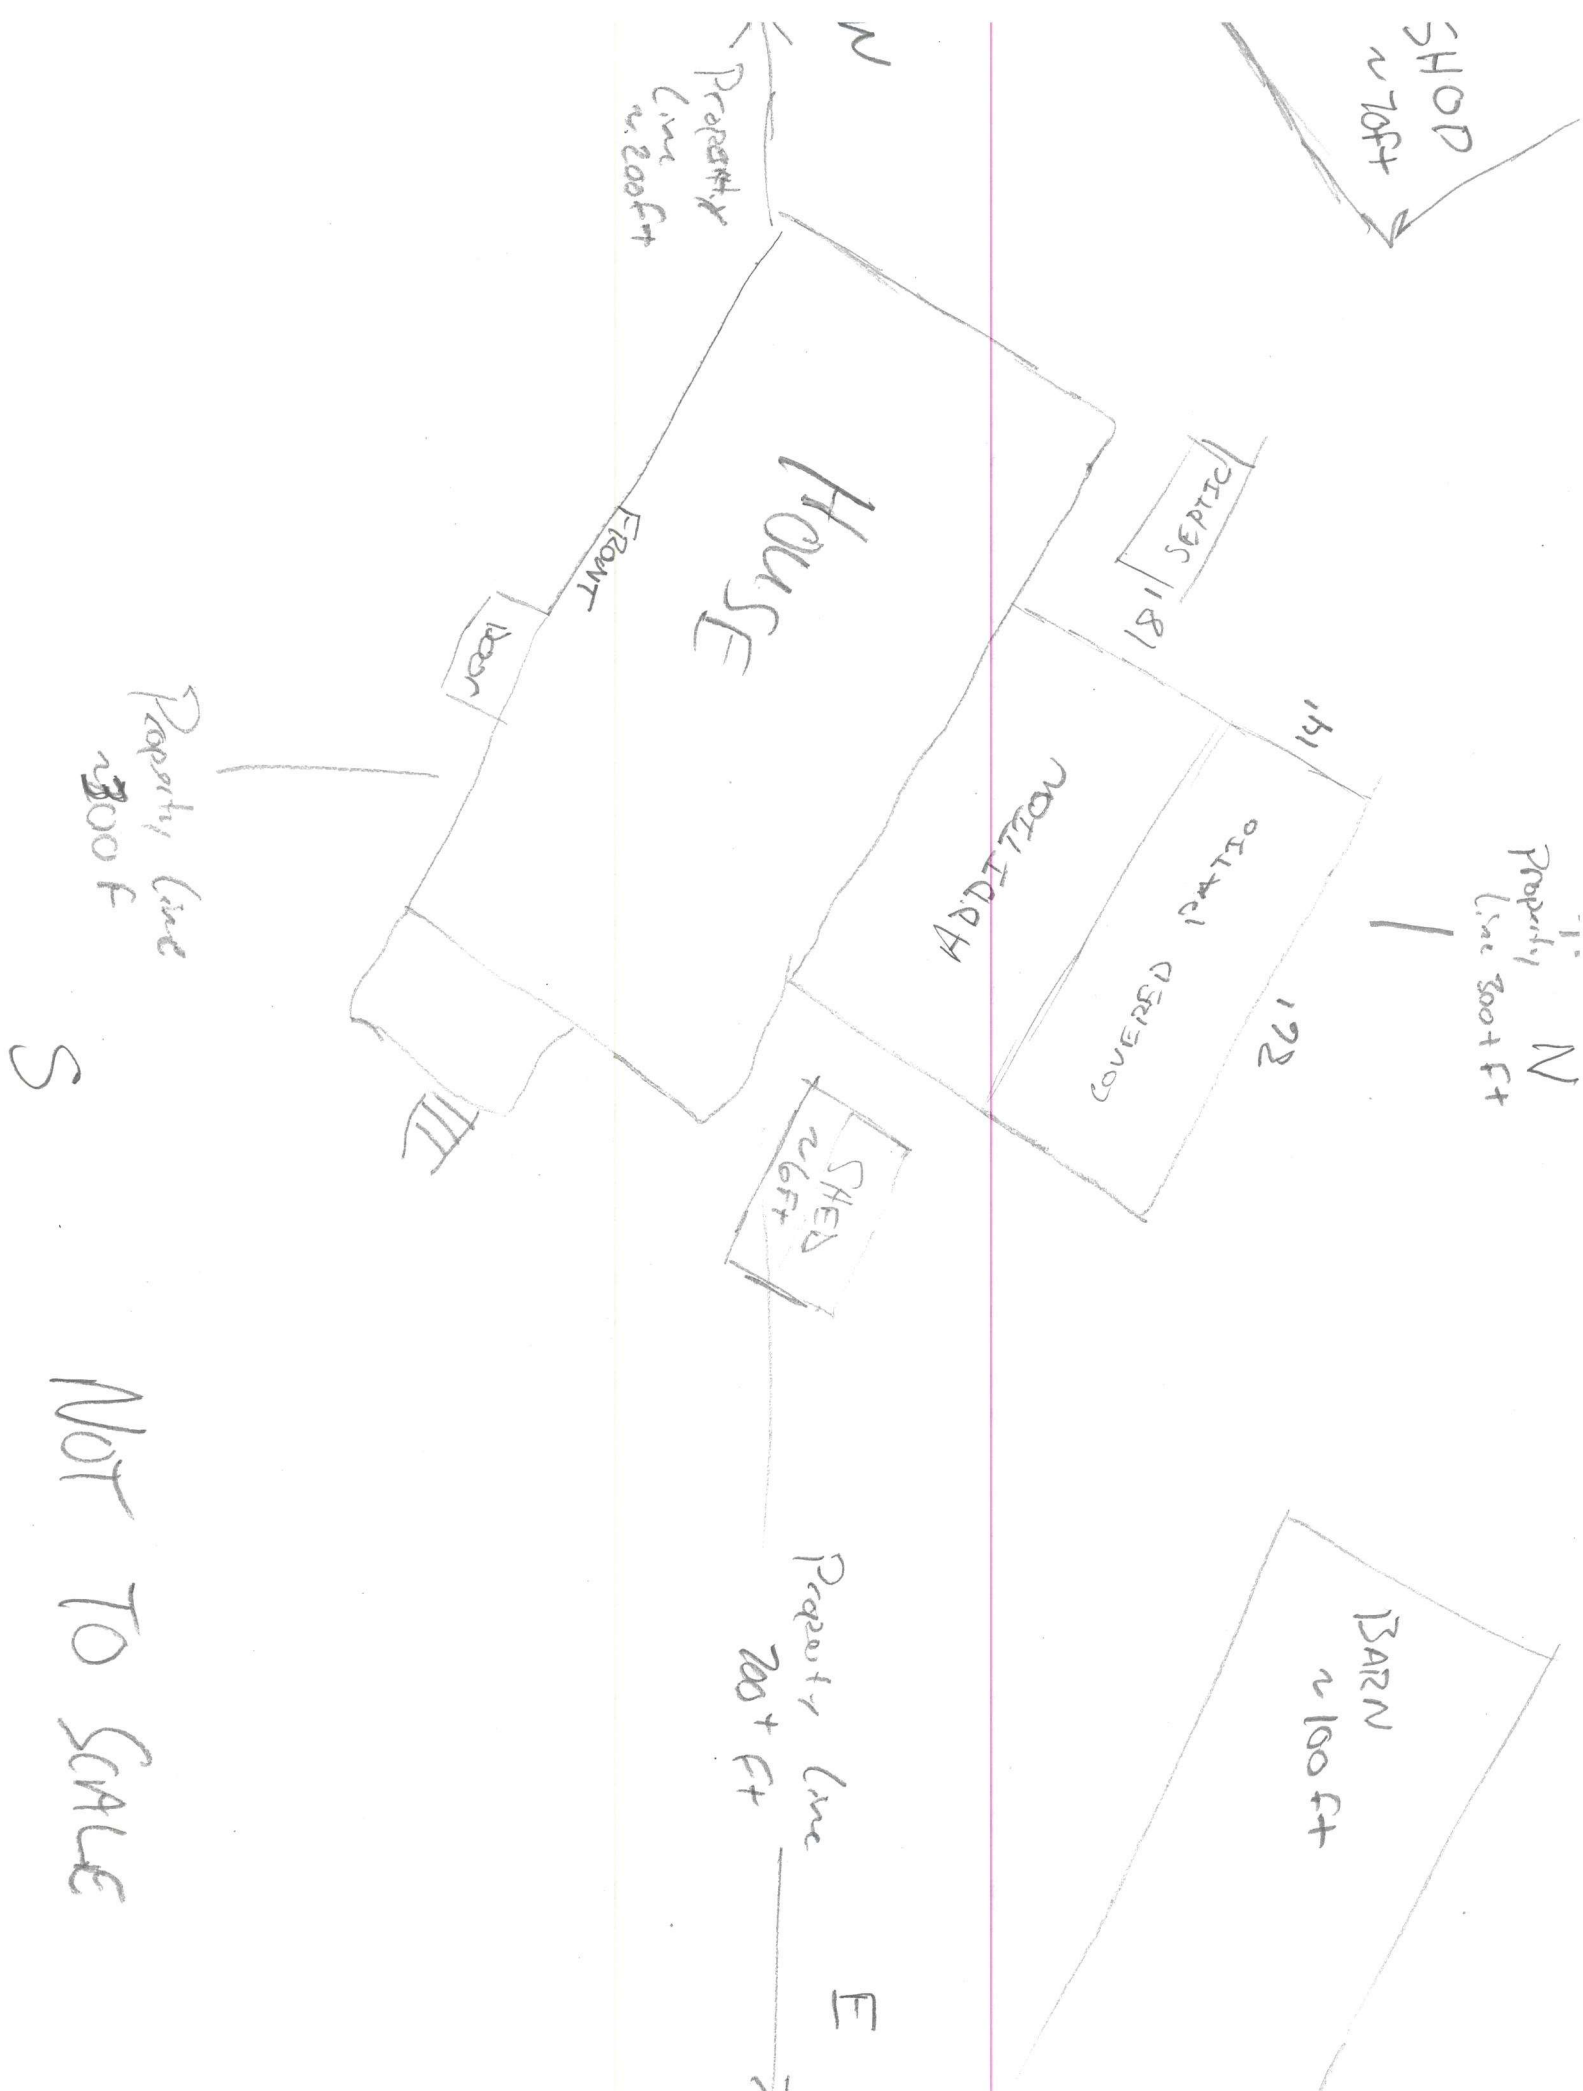 SHOP
~ 70ft
N
Property
Line 300+ Ft
W
Property
Line
~ 200ft
SEPTIC
18'
14'
28'
HOUSE
FRONT
Door
ADDITION
COVERED PATIO
SHED
~6Ft
BARN
~100 Ft
Property Line
200+ Ft
E
Property Line
~300 F
S
NOT TO SCALE